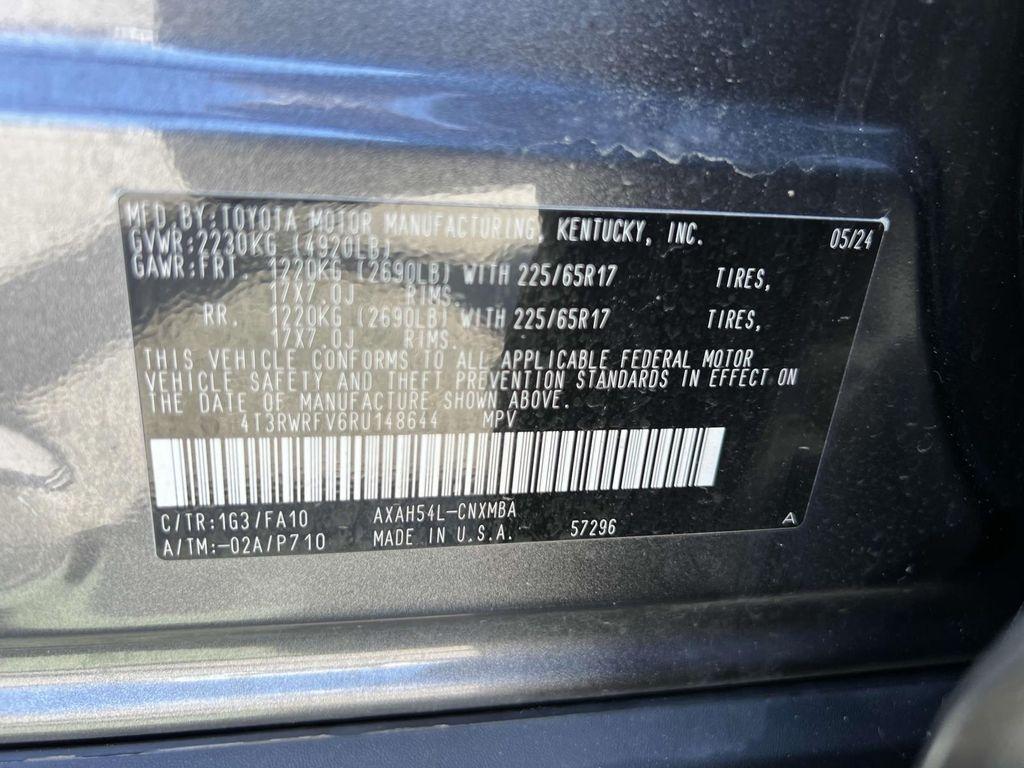 MFD BY:TOYOTA MOTOR MANUFACTURING, KENTUCKY, INC. 05/24
GVWR:2230KG (4920LB)
GAWR:FRT 1220KG (2690LB) WITH 225/65R17 TIRES,
17X7.0J RIMS.
RR. 1220KG (2690LB) WITH 225/65R17 TIRES,
17X7.0J RIMS.
THIS VEHICLE CONFORMS TO ALL APPLICABLE FEDERAL MOTOR
VEHICLE SAFETY AND THEFT PREVENTION STANDARDS IN EFFECT ON
THE DATE OF MANUFACTURE SHOWN ABOVE.
4T3RWRFV6RU148644 MPV
C/TR:1G3/FA10 AXAH54L-CNXMBA
A/TM:-02A/P710 MADE IN U.S.A. 57296 A